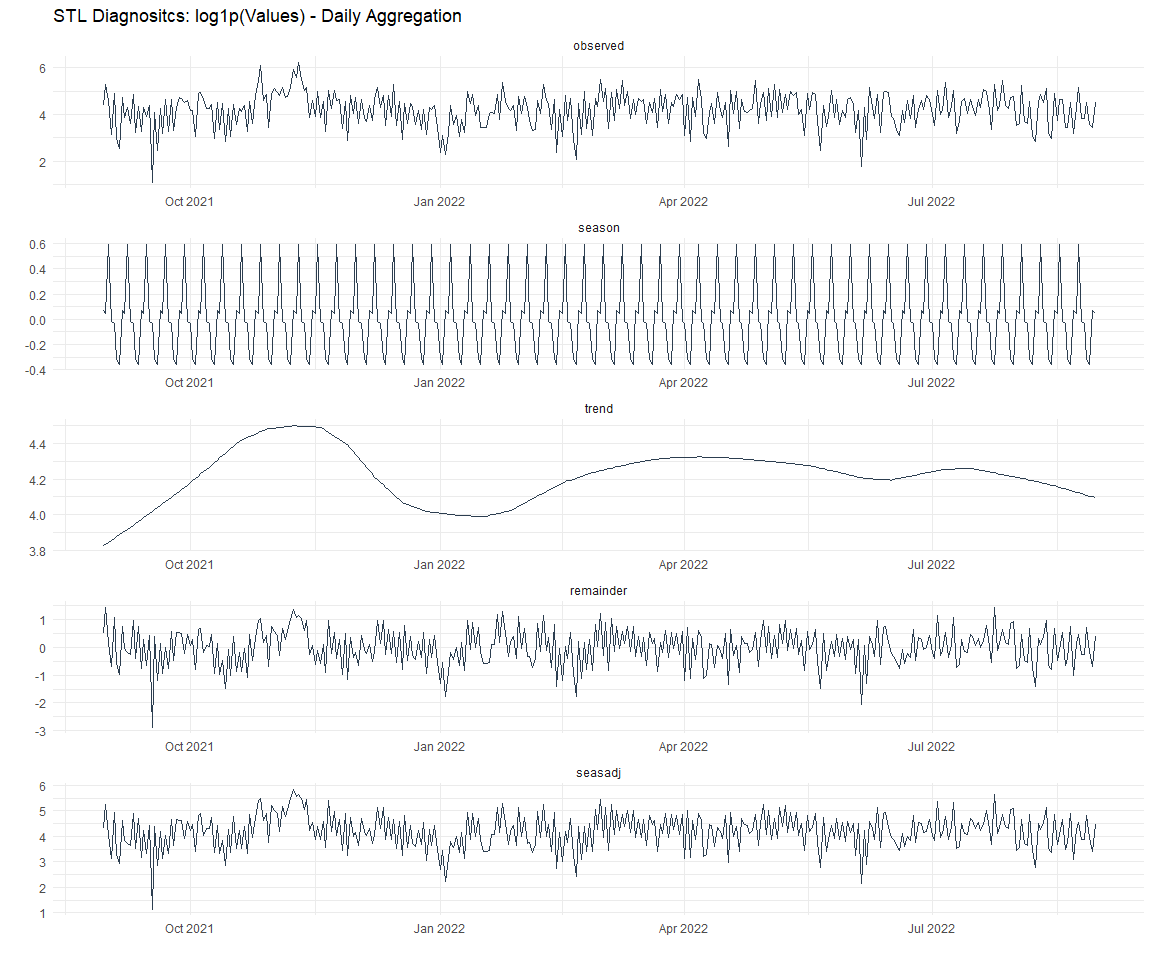 STL Diagnositcs: log1p(Values) - Daily Aggregation
observed
6
4
2
Oct 2021 Jan 2022 Apr 2022 Jul 2022
season
0.6
0.4
0.2
0.0
-0.2
-0.4
Oct 2021 Jan 2022 Apr 2022 Jul 2022
trend
4.4
4.2
4.0
3.8
Oct 2021 Jan 2022 Apr 2022 Jul 2022
remainder
1
0
-1
-2
-3
Oct 2021 Jan 2022 Apr 2022 Jul 2022
seasadj
6
5
4
3
2
1
Oct 2021 Jan 2022 Apr 2022 Jul 2022